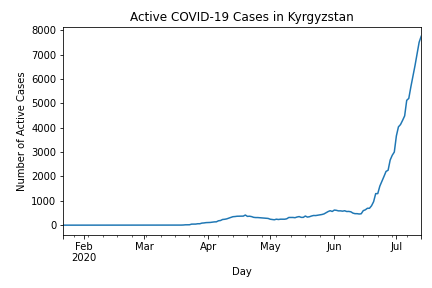 Active COVID-19 Cases in Kyrgyzstan
8000
7000
6000
5000
4000
3000
2000
1000
0
Number of Active Cases
Feb Mar Apr May Jun Jul
2020
Day